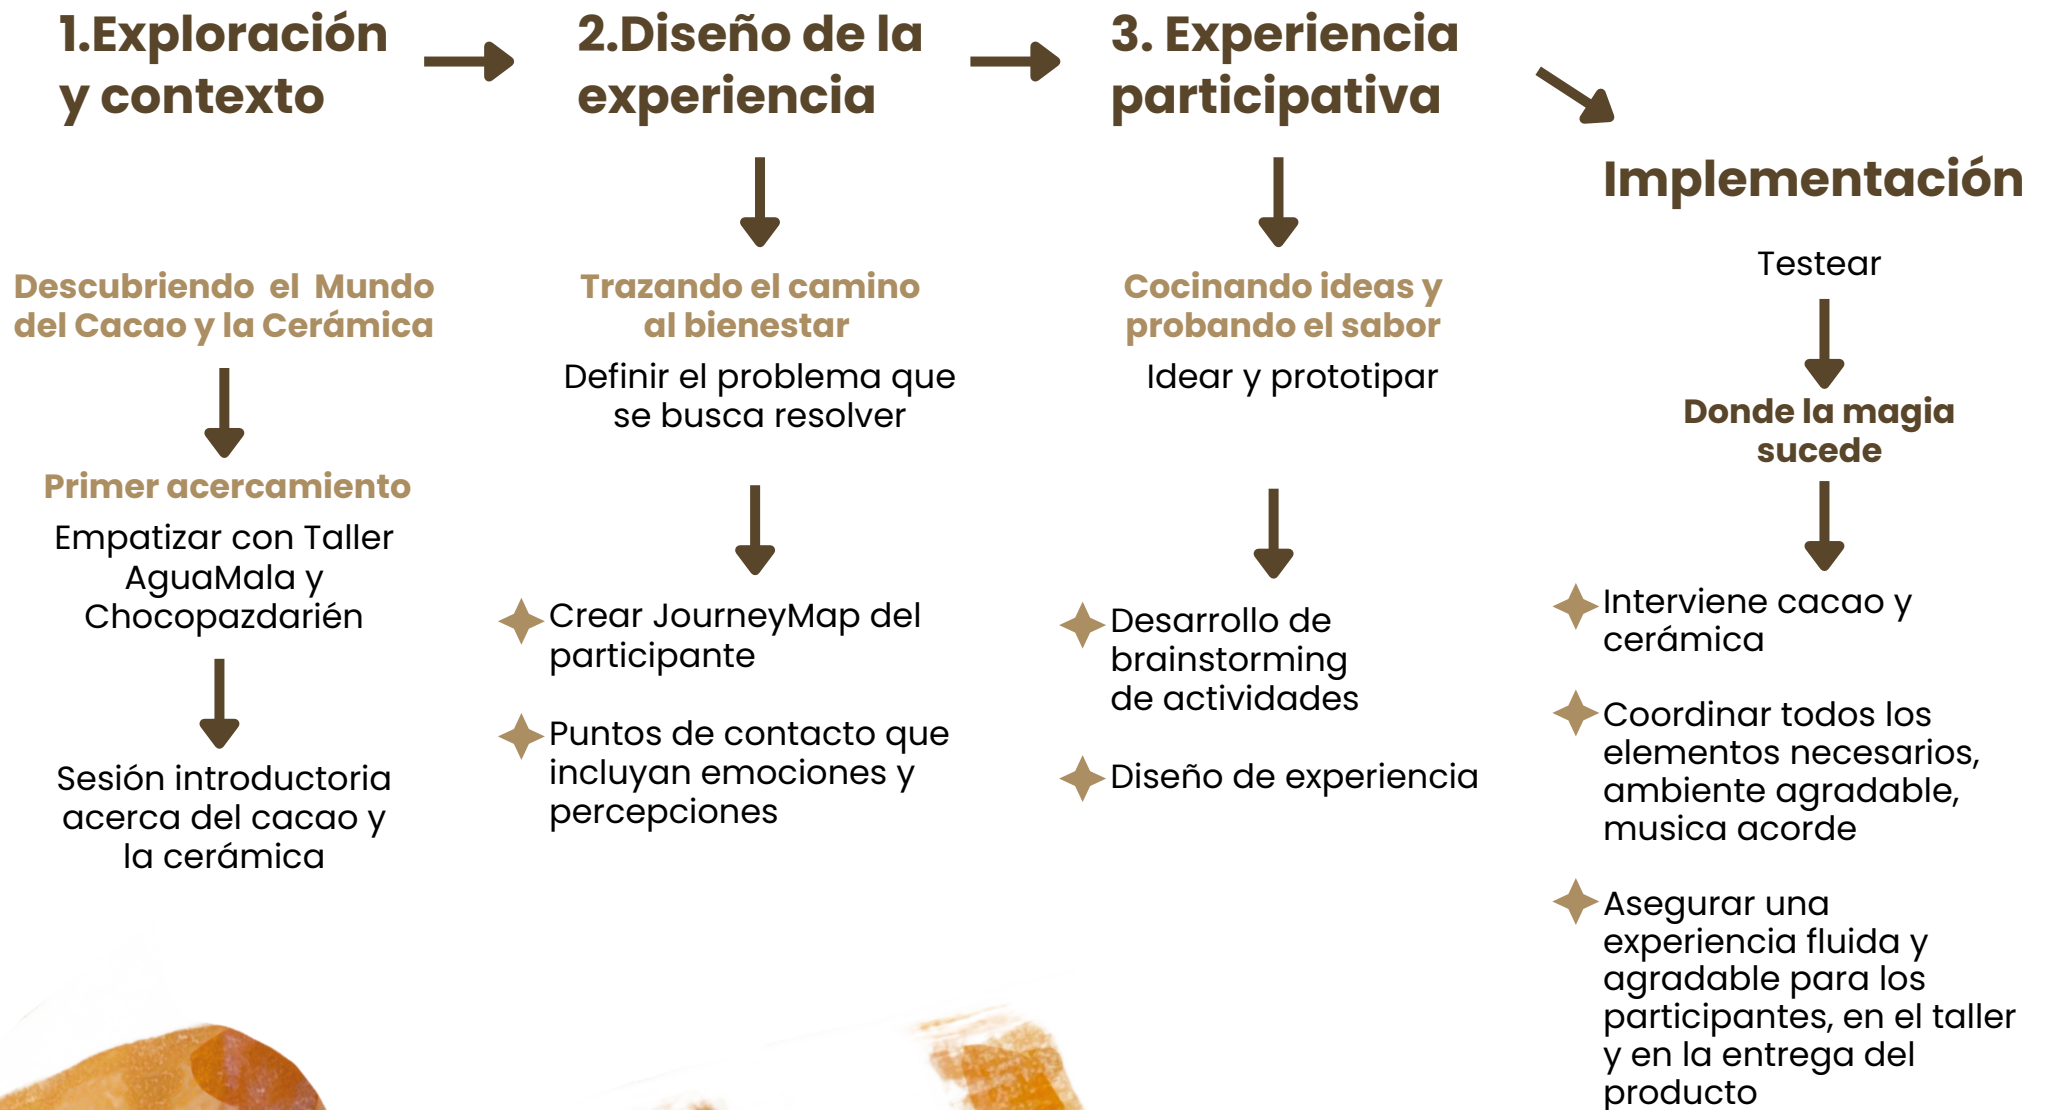 1.Exploración
y contexto
Descubriendo el Mundo
del Cacao y la Cerámica
Primer acercamiento
Empatizar con Taller
AguaMala y
Chocopazdarién
Sesión introductoria
acerca del cacao y
la cerámica
2.Diseño de la
experiencia
Trazando el camino
al bienestar
Definir el problema que
se busca resolver
Crear JourneyMap del
participante
Puntos de contacto que
incluyan emociones y
percepciones
3. Experiencia
participativa
Cocinando ideas y
probando el sabor
Idear y prototipar
Desarrollo de
brainstorming
de actividades
Diseño de experiencia
Implementación
Testear
Donde la magia
sucede
Interviene cacao y
cerámica
Coordinar todos los
elementos necesarios,
ambiente agradable,
musica acorde
Asegurar una
experiencia fluida y
agradable para los
participantes, en el taller
y en la entrega del
producto